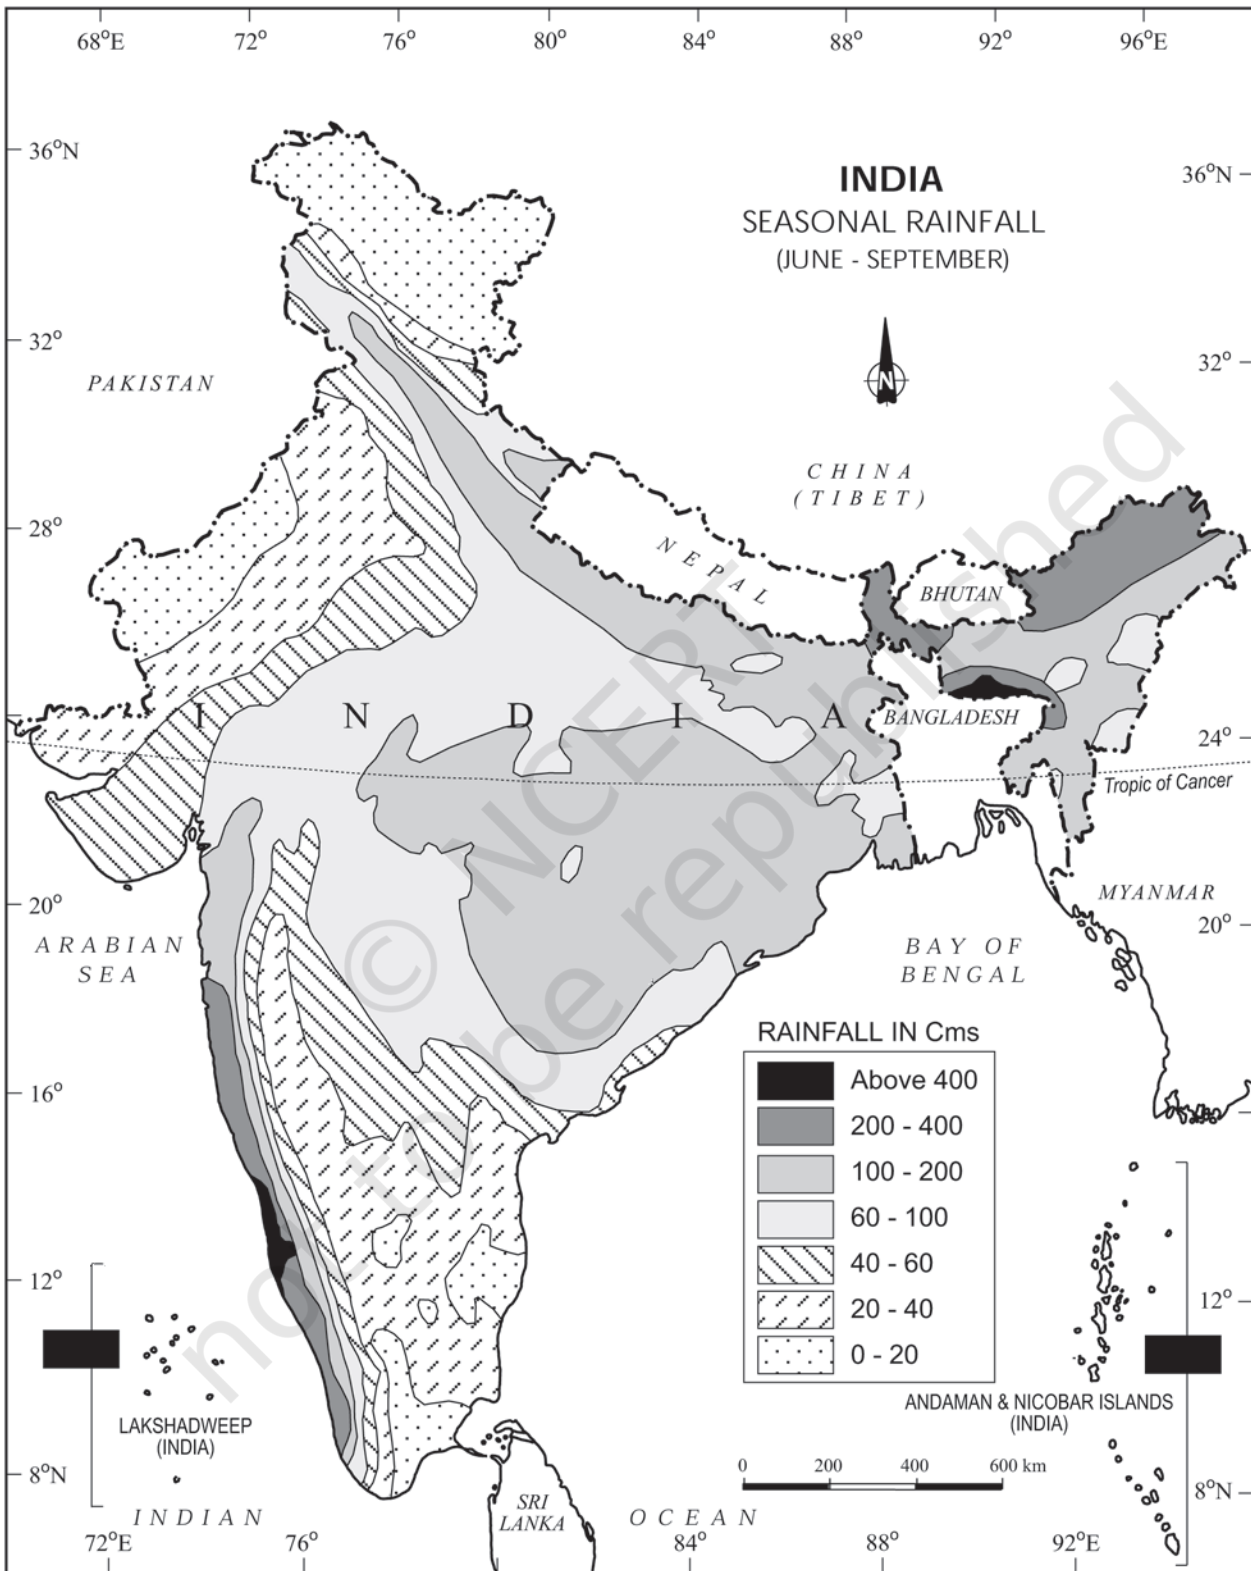 68°E 72° 76° 80° 84° 88° 92° 96°E
36°N
36°N
INDIA
SEASONAL RAINFALL
(JUNE - SEPTEMBER)
N
32°
32°
PAKISTAN
CHINA
(TIBET)
28°
NEPAL
BHUTAN
INDIA
BANGLADESH
24°
Tropic of Cancer
MYANMAR
20°
20°
ARABIAN
SEA
BAY OF
BENGAL
© NCERT
not to be republished
RAINFALL IN Cms
Above 400
200 - 400
100 - 200
60 - 100
40 - 60
20 - 40
0 - 20
16°
12°
12°
LAKSHADWEEP
(INDIA)
ANDAMAN & NICOBAR ISLANDS
(INDIA)
0 200 400 600 km
8°N
8°N
SRI
LANKA
INDIAN OCEAN
72°E 76° 84° 88° 92°E